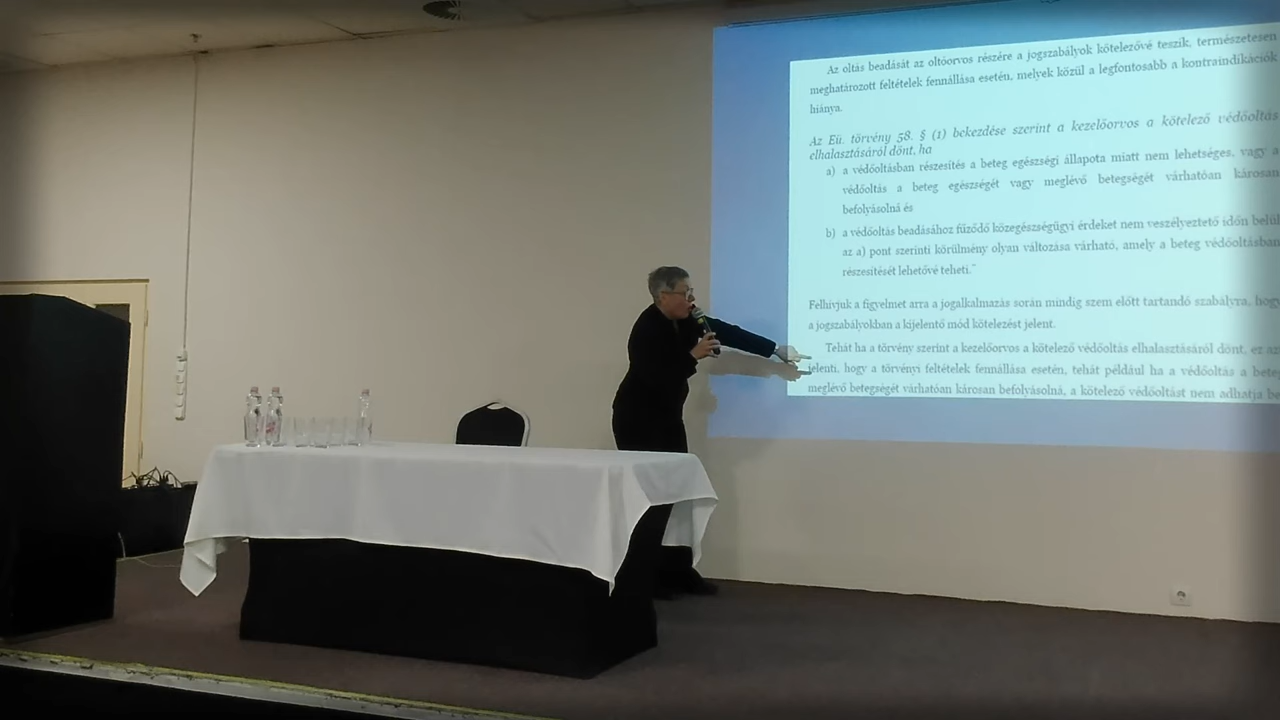 Az oltás beadását az oltóorvos részére a jogszabályok kötelezővé teszik, természetesen
meghatározott feltételek fennállása esetén, melyek közül a legfontosabb a kontraindikációk
hiánya.
Az Eü. törvény 58. § (1) bekezdése szerint a kezelőorvos a kötelező védőoltás
elhalasztásáról dönt, ha
a) a védőoltásban részesítés a beteg egészségi állapota miatt nem lehetséges, vagy a
védőoltás a beteg egészségét vagy meglévő betegségét várhatóan károsan
befolyásolná és
b) a védőoltás beadásához fűződő közegészségügyi érdeket nem veszélyeztető időn belül
az a) pont szerinti körülmény olyan változása várható, amely a beteg védőoltásban
részesítését lehetővé teheti."
Felhívjuk a figyelmet arra a jogalkalmazás során mindig szem előtt tartandó szabályra, hogy
a jogszabályokban a kijelentő mód kötelezést jelent.
Tehát ha a törvény szerint a kezelőorvos a kötelező védőoltás elhalasztásáról dönt, ez az
jelenti, hogy a törvényi feltételek fennállása esetén, tehát például ha a védőoltás a beteg
meglévő betegségét várhatóan károsan befolyásolná, a kötelező védőoltást nem adhatja be